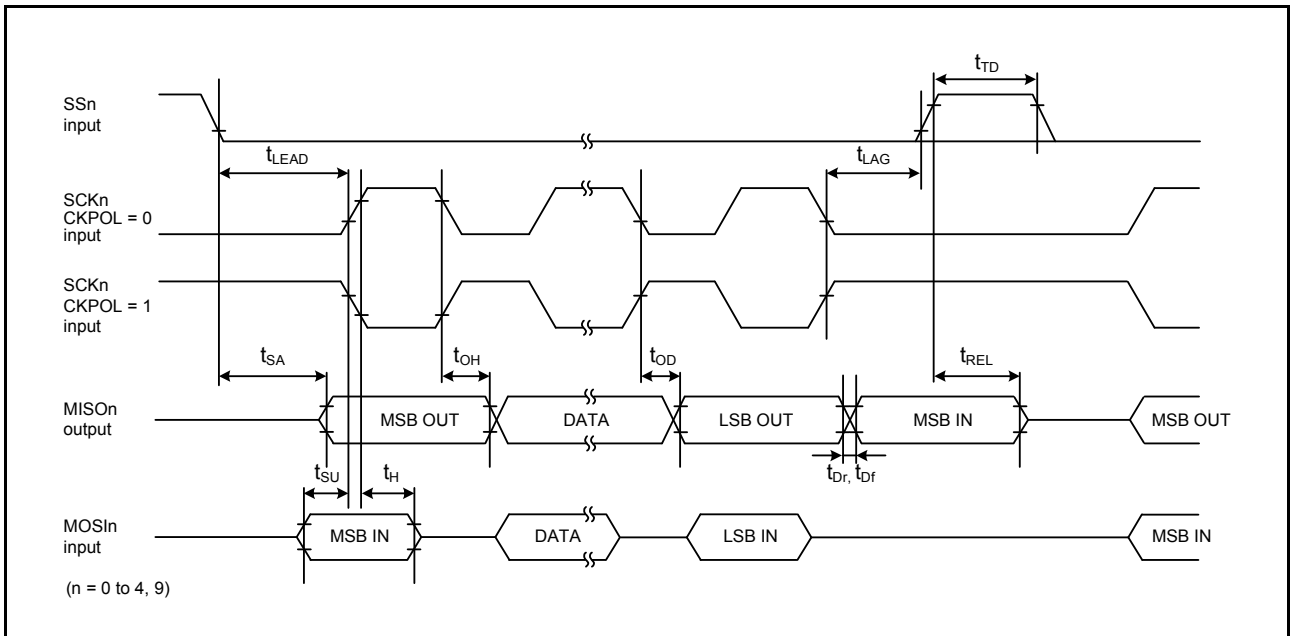 tTD
SSn
input
tLEAD
tLAG
SCKn
CKPOL = 0
input
SCKn
CKPOL = 1
input
tSA
tOH
tOD
tREL
MISOn
output
MSB OUT
DATA
LSB OUT
MSB IN
MSB OUT
tSU
tH
tDr, tDf
MOSIn
input
MSB IN
DATA
LSB IN
MSB IN
(n = 0 to 4, 9)